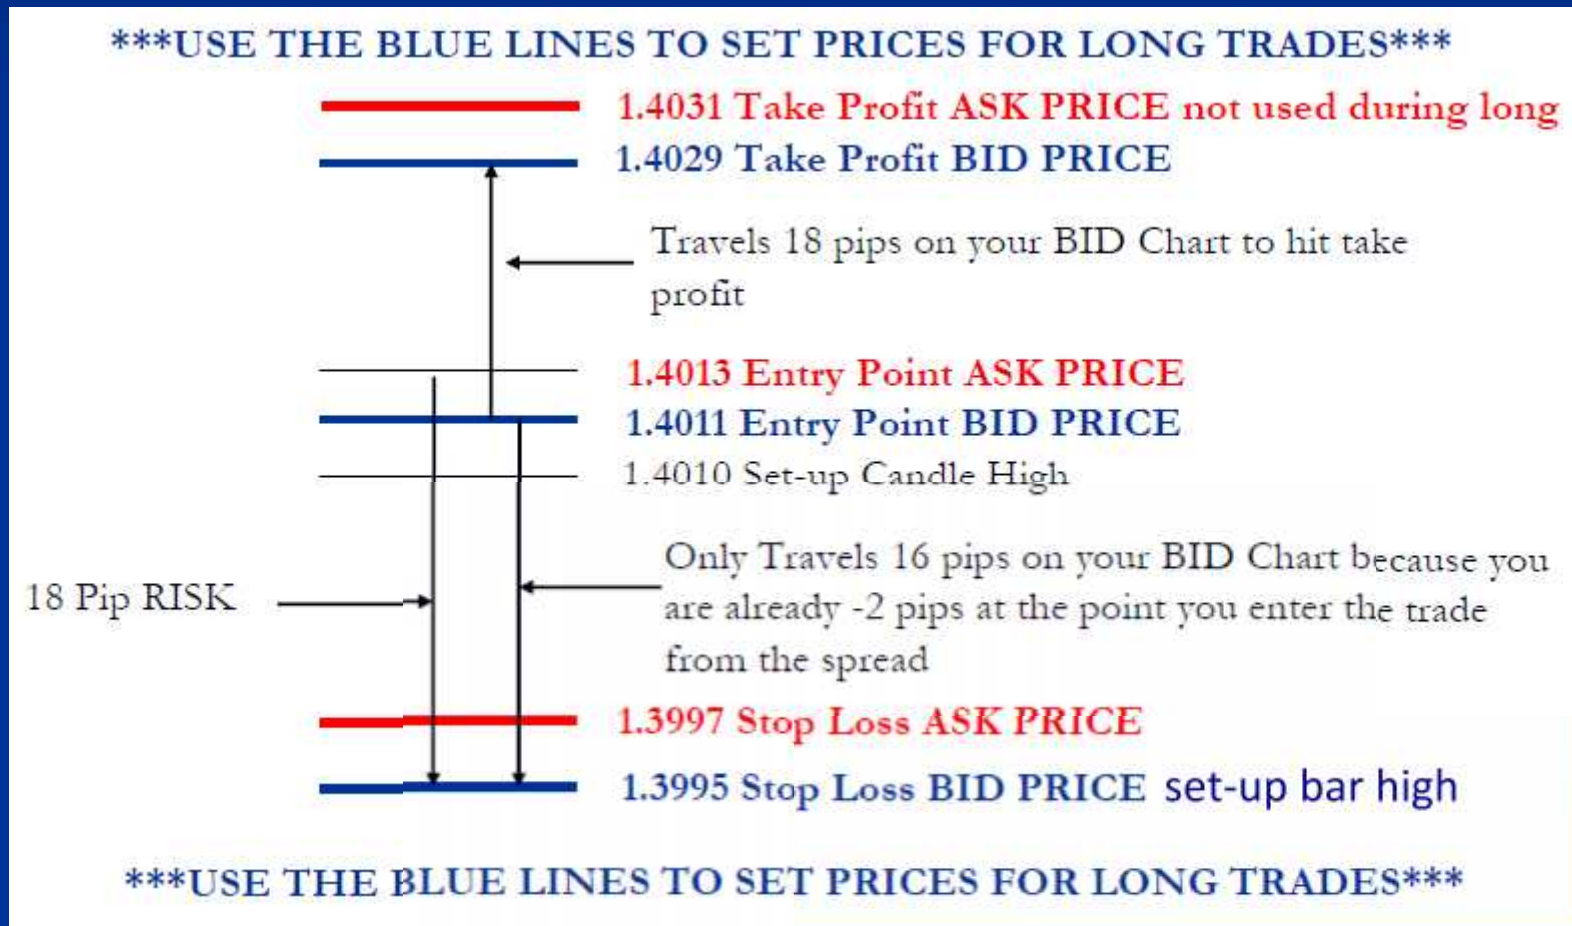 ***USE THE BLUE LINES TO SET PRICES FOR LONG TRADES***
1.4031 Take Profit ASK PRICE not used during long
1.4029 Take Profit BID PRICE
Travels 18 pips on your BID Chart to hit take
profit
1.4013 Entry Point ASK PRICE
1.4011 Entry Point BID PRICE
1.4010 Set-up Candle High
Only Travels 16 pips on your BID Chart because you
are already -2 pips at the point you enter the trade
from the spread
18 Pip RISK
1.3997 Stop Loss ASK PRICE
1.3995 Stop Loss BID PRICE set-up bar high
***USE THE BLUE LINES TO SET PRICES FOR LONG TRADES***